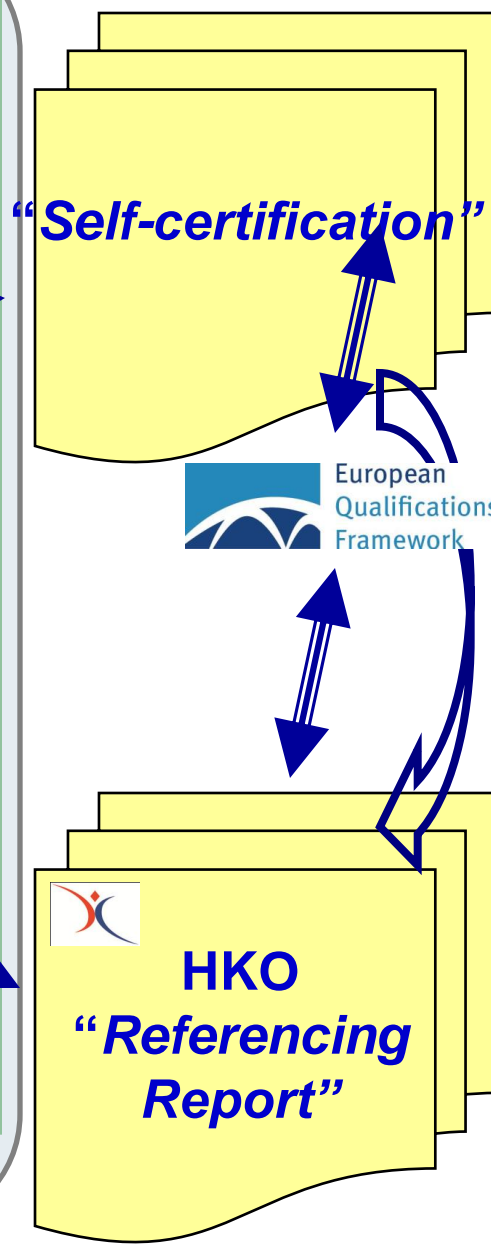 “Self-certification”
European
Qualifications
Framework
HKO
“Referencing
Report”